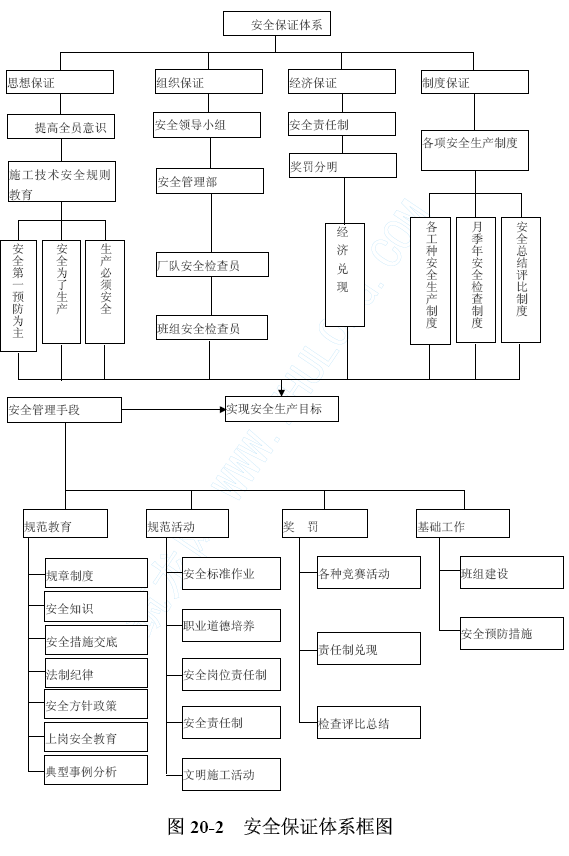 安全保证体系
思想保证
组织保证
经济保证
制度保证
提高全员意识
安全领导小组
安全责任制
各项安全生产制度
施工技术安全规则
教育
安全管理部
奖罚分明
安全第一预防为主
安全为了生产
生产必须安全
厂队安全检查员
班组安全检查员
经济兑现
各工种安全生产制度
月季年安全检查制度
安全总结评比制度
安全管理手段
实现安全生产目标
规范教育
规范活动
奖 罚
基础工作
规章制度
安全知识
安全措施交底
法制纪律
安全方针政策
上岗安全教育
典型事例分析
安全标准作业
职业道德培养
安全岗位责任制
安全责任制
文明施工活动
各种竞赛活动
责任制兑现
检查评比总结
班组建设
安全预防措施
图 20-2 安全保证体系框图